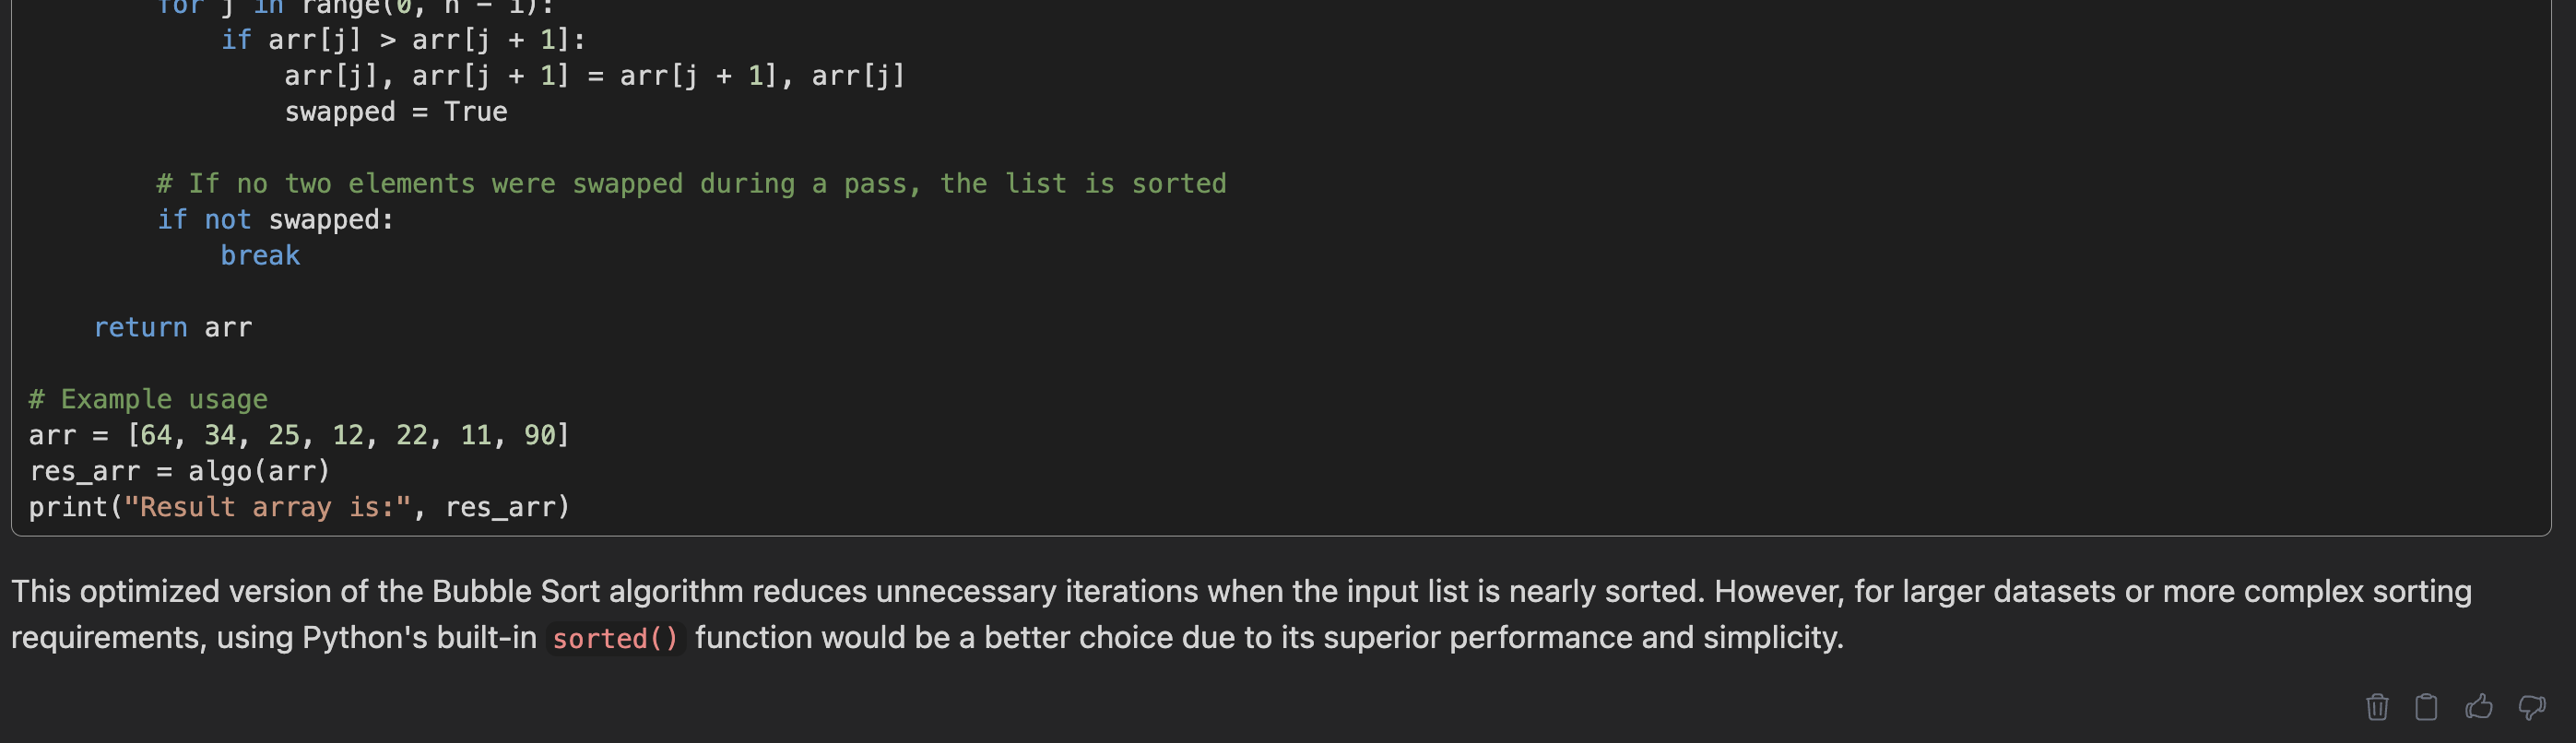 for j in range(0, n - i):
            if arr[j] > arr[j + 1]:
                arr[j], arr[j + 1] = arr[j + 1], arr[j]
                swapped = True
        # If no two elements were swapped during a pass, the list is sorted
        if not swapped:
            break
    return arr
# Example usage
arr = [64, 34, 25, 12, 22, 11, 90]
res_arr = algo(arr)
print("Result array is:", res_arr)
This optimized version of the Bubble Sort algorithm reduces unnecessary iterations when the input list is nearly sorted. However, for larger datasets or more complex sorting
requirements, using Python's built-in sorted() function would be a better choice due to its superior performance and simplicity.